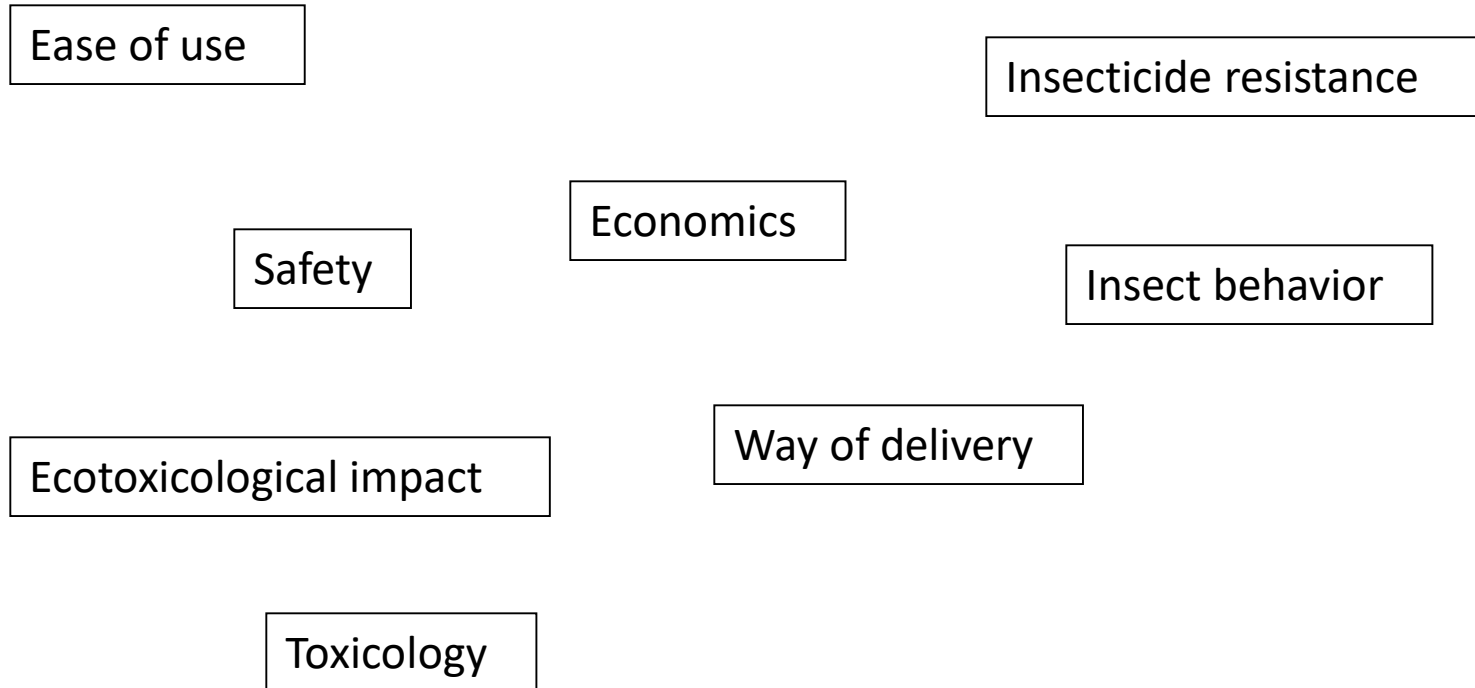 Ease of use
Insecticide resistance
Economics
Safety
Insect behavior
Way of delivery
Ecotoxicological impact
Toxicology